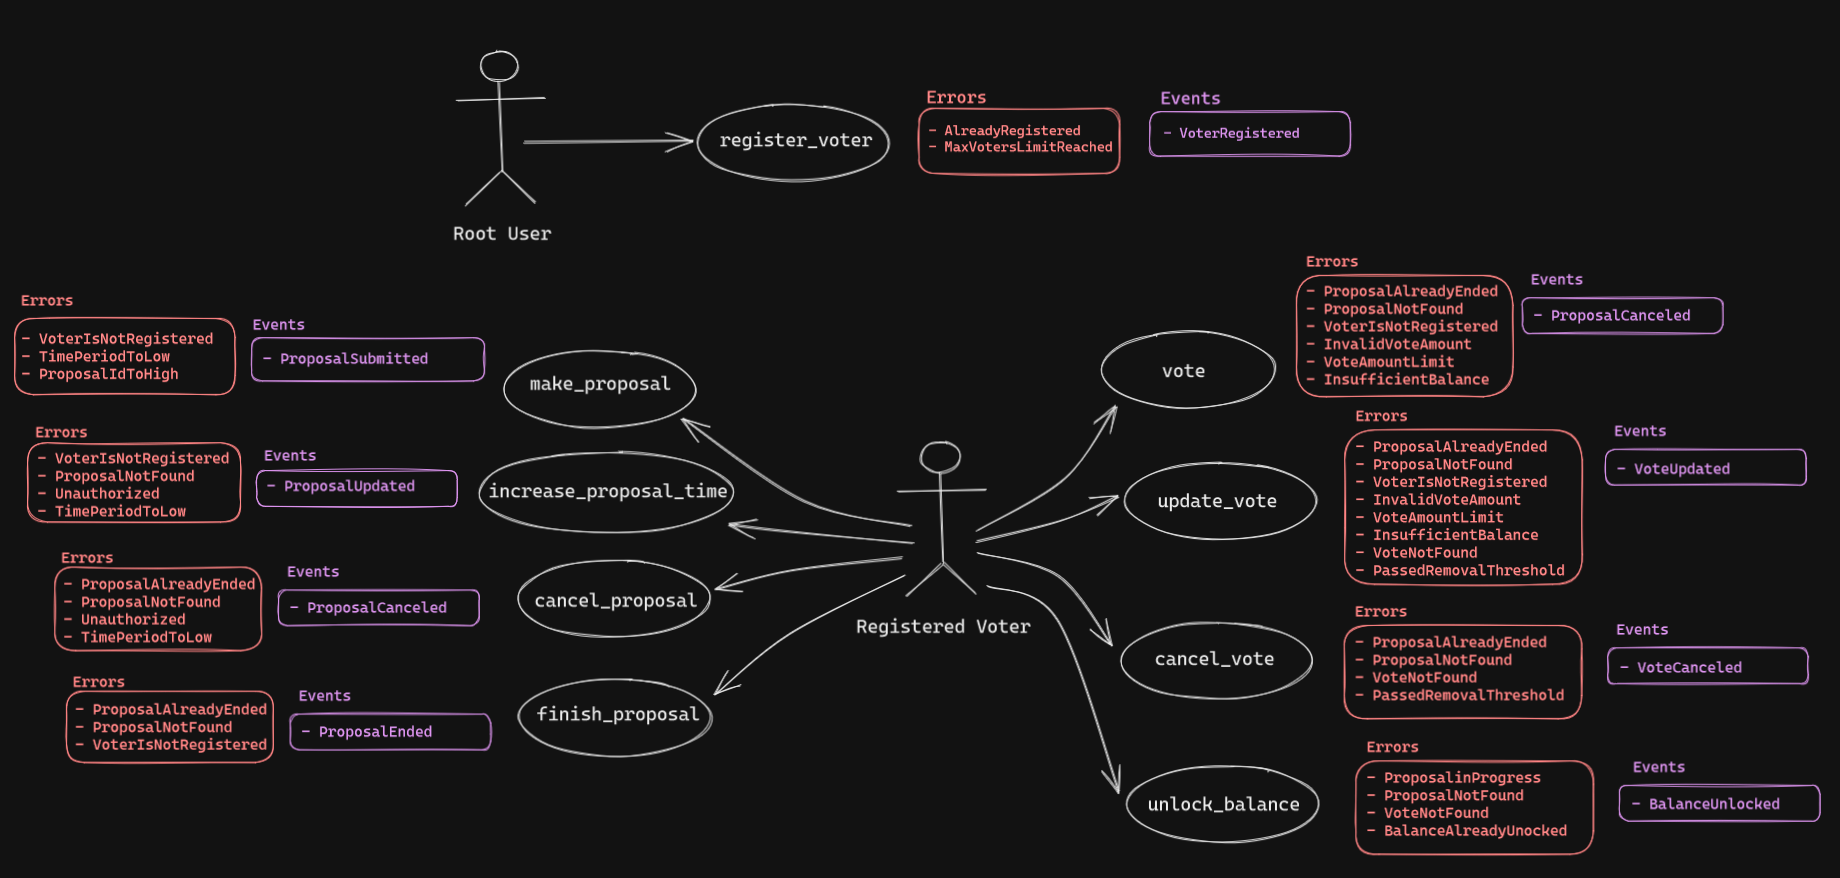 Errors
- AlreadyRegistered
- MaxVotersLimitReached
Events
- VoterRegistered
register_voter
Root User
Errors
- VoterIsNotRegistered
- TimePeriodToLow
- ProposalIdToHigh
Events
- ProposalSubmitted
make_proposal
Errors
- VoterIsNotRegistered
- ProposalNotFound
- Unauthorized
- TimePeriodToLow
Events
- ProposalUpdated
increase_proposal_time
Errors
- ProposalAlreadyEnded
- ProposalNotFound
- Unauthorized
- TimePeriodToLow
Events
- ProposalCanceled
cancel_proposal
Errors
- ProposalAlreadyEnded
- ProposalNotFound
- VoterIsNotRegistered
Events
- ProposalEnded
finish_proposal
Registered Voter
vote
Errors
- ProposalAlreadyEnded
- ProposalNotFound
- VoterIsNotRegistered
- InvalidVoteAmount
- VoteAmountLimit
- InsufficientBalance
Events
- ProposalCanceled
update_vote
Errors
- ProposalAlreadyEnded
- ProposalNotFound
- VoterIsNotRegistered
- InvalidVoteAmount
- VoteAmountLimit
- InsufficientBalance
- VoteNotFound
- PassedRemovalThreshold
Events
- VoteUpdated
cancel_vote
Errors
- ProposalAlreadyEnded
- ProposalNotFound
- VoteNotFound
- PassedRemovalThreshold
Events
- VoteCanceled
unlock_balance
Errors
- ProposalinProgress
- ProposalNotFound
- VoteNotFound
- BalanceAlreadyUnocked
Events
- BalanceUnlocked